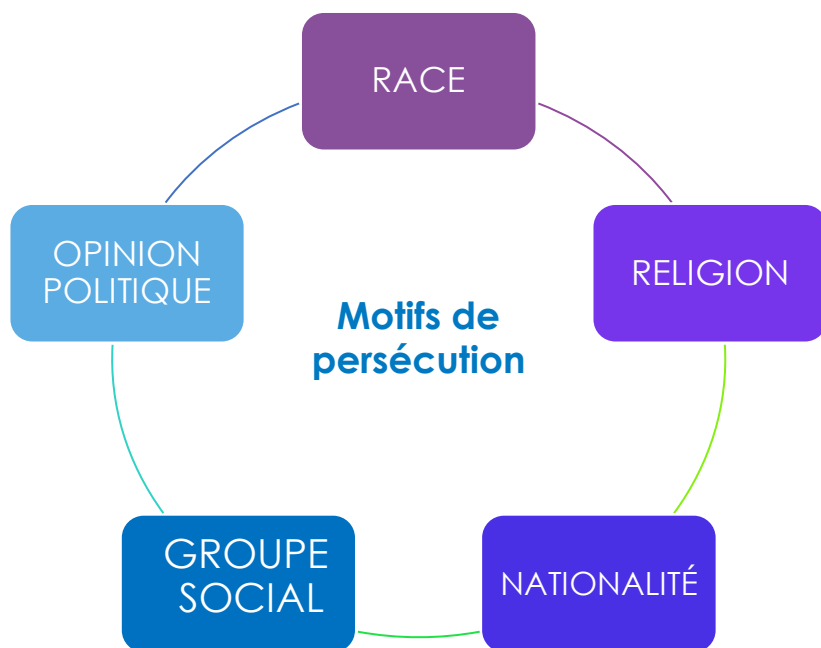 RACE
RELIGION
NATIONALITÉ
GROUPE
SOCIAL
OPINION
POLITIQUE
Motifs de
persécution